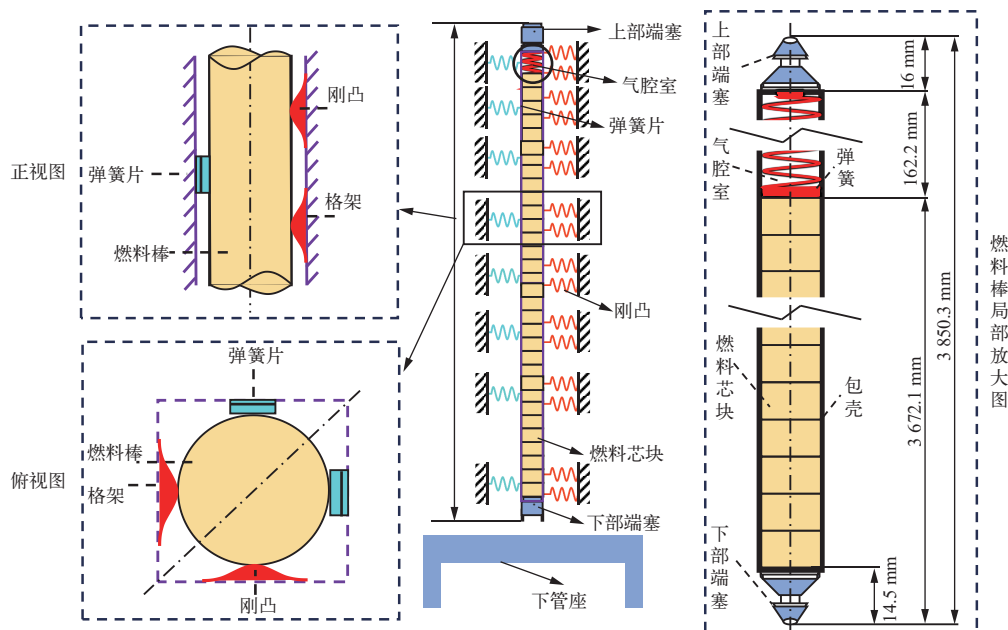 正视图
刚凸
弹簧片
格架
燃料棒
俯视图
弹簧片
燃料棒
格架
刚凸
上部端塞
气腔室
弹簧片
刚凸
燃料芯块
下部端塞
下管座
上部端塞
气腔室
弹簧
燃料芯块
包壳
下部端塞
16 mm
162.2 mm
3 672.1 mm
3 850.3 mm
14.5 mm
燃料棒局部放大图